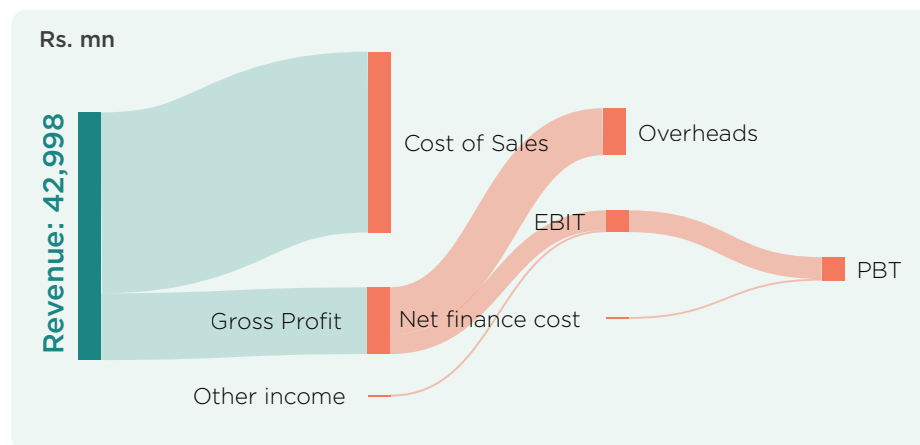 Rs. mn
Revenue: 42,998
Cost of Sales
Overheads
EBIT
PBT
Gross Profit
Net finance cost
Other income